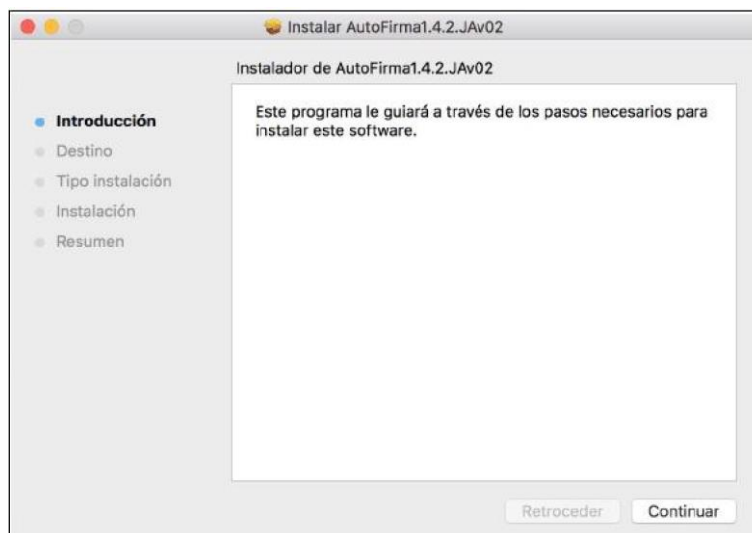 Instalar AutoFirma1.4.2.JAv02
Instalador de AutoFirma1.4.2.JAv02
Introducción
Destino
Tipo instalación
Instalación
Resumen
Este programa le guiará a través de los pasos necesarios para
instalar este software.
Retroceder
Continuar